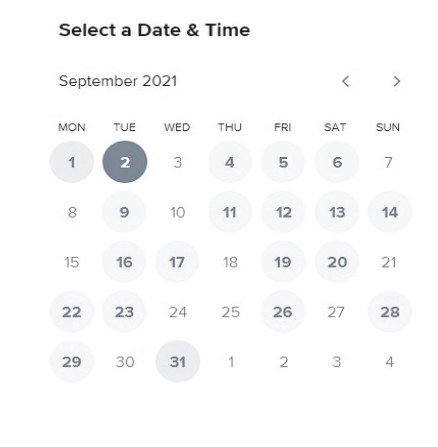 Select a Date & Time
September 2021
MON TUE WED THU FRI SAT SUN
1 2 3 4 5 6 7
8 9 10 11 12 13 14
15 16 17 18 19 20 21
22 23 24 25 26 27 28
29 30 31 1 2 3 4